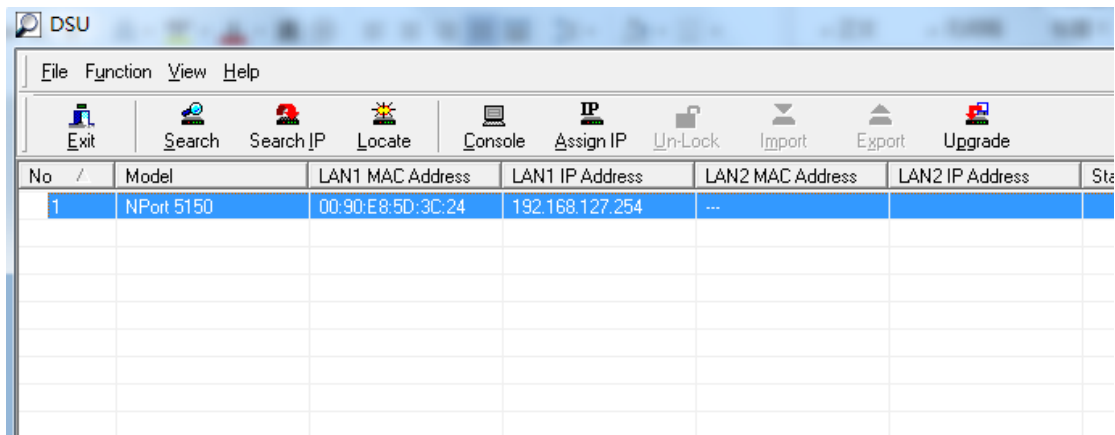 DSU
File Function View Help
IP
Exit Search Search IP Locate Console Assign IP Un-Lock Import Export Upgrade
No Model LAN1 MAC Address LAN1 IP Address LAN2 MAC Address LAN2 IP Address Sta
1 NPort 5150 00:90:E8:5D:3C:24 192.168.127.254 ---